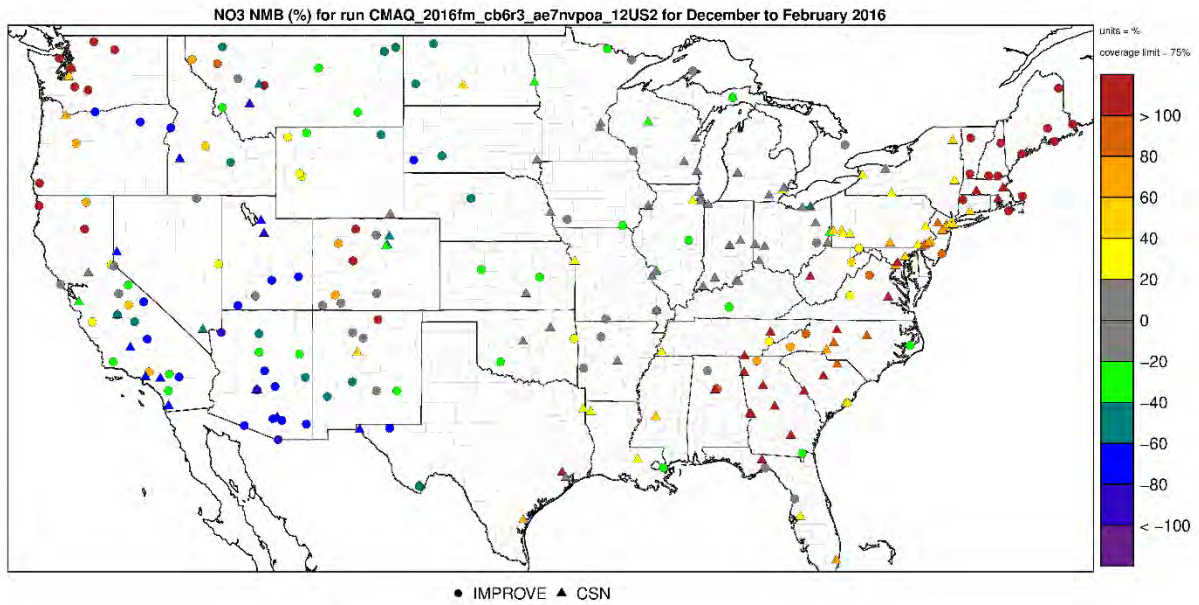 NO3 NMB (%) for run CMAQ_2016fm_cb6r3_ae7nvpoa_12US2 for December to February 2016
units = %
coverage limit = 75%
> 100
80
60
40
20
0
−20
−40
−60
−80
< −100
● IMPROVE ▲ CSN